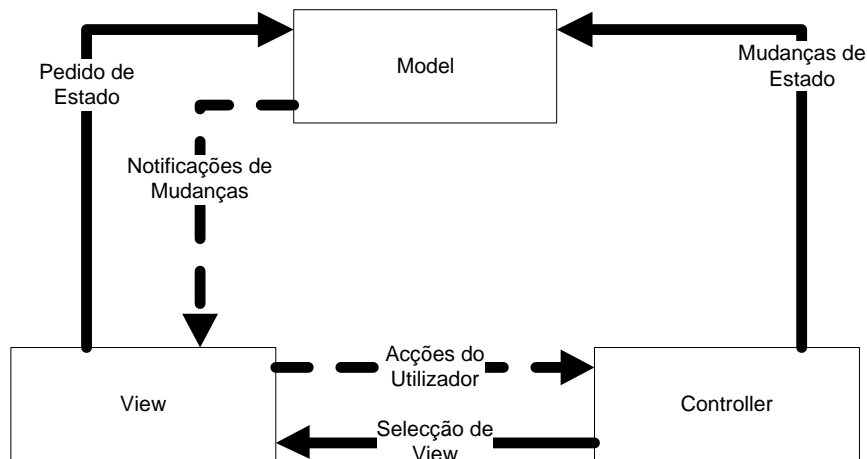 Pedido de
Estado
Model
Mudanças de
Estado
Notificações de
Mudanças
View
Acções do
Utilizador
Controller
Selecção de
View